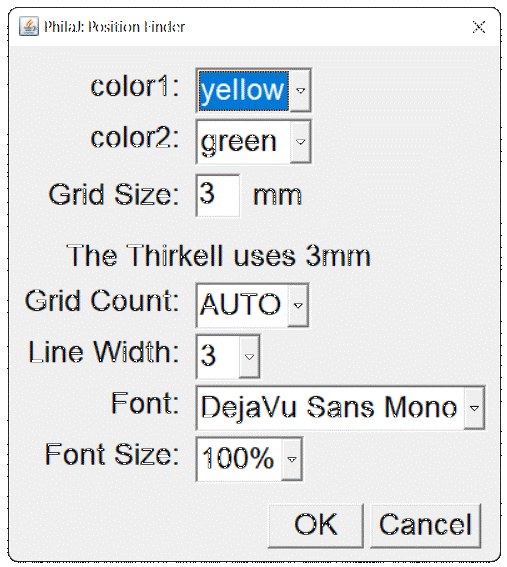 PhilaJ: Position Finder
color1: yellow
color2: green
Grid Size: 3 mm
The Thirkell uses 3mm
Grid Count: AUTO
Line Width: 3
Font: DejaVu Sans Mono
Font Size: 100%
OK Cancel